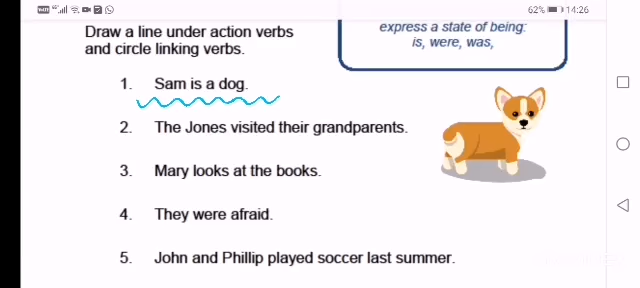 62% 14:26
Draw a line under action verbs
and circle linking verbs.
express a state of being:
is, were, was,
1. Sam is a dog.
2. The Jones visited their grandparents.
3. Mary looks at the books.
4. They were afraid.
5. John and Phillip played soccer last summer.